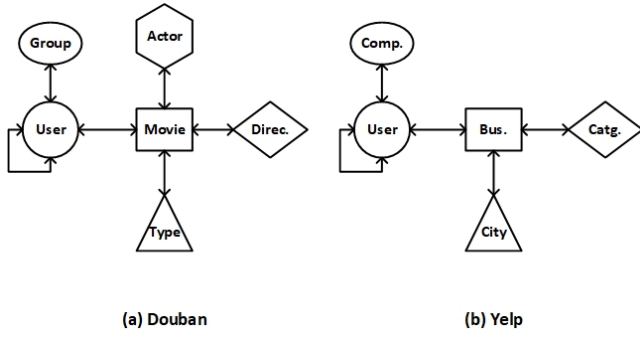 Group
Actor
User
Movie
Direc.
Type
(a) Douban
Comp.
User
Bus.
Catg.
City
(b) Yelp